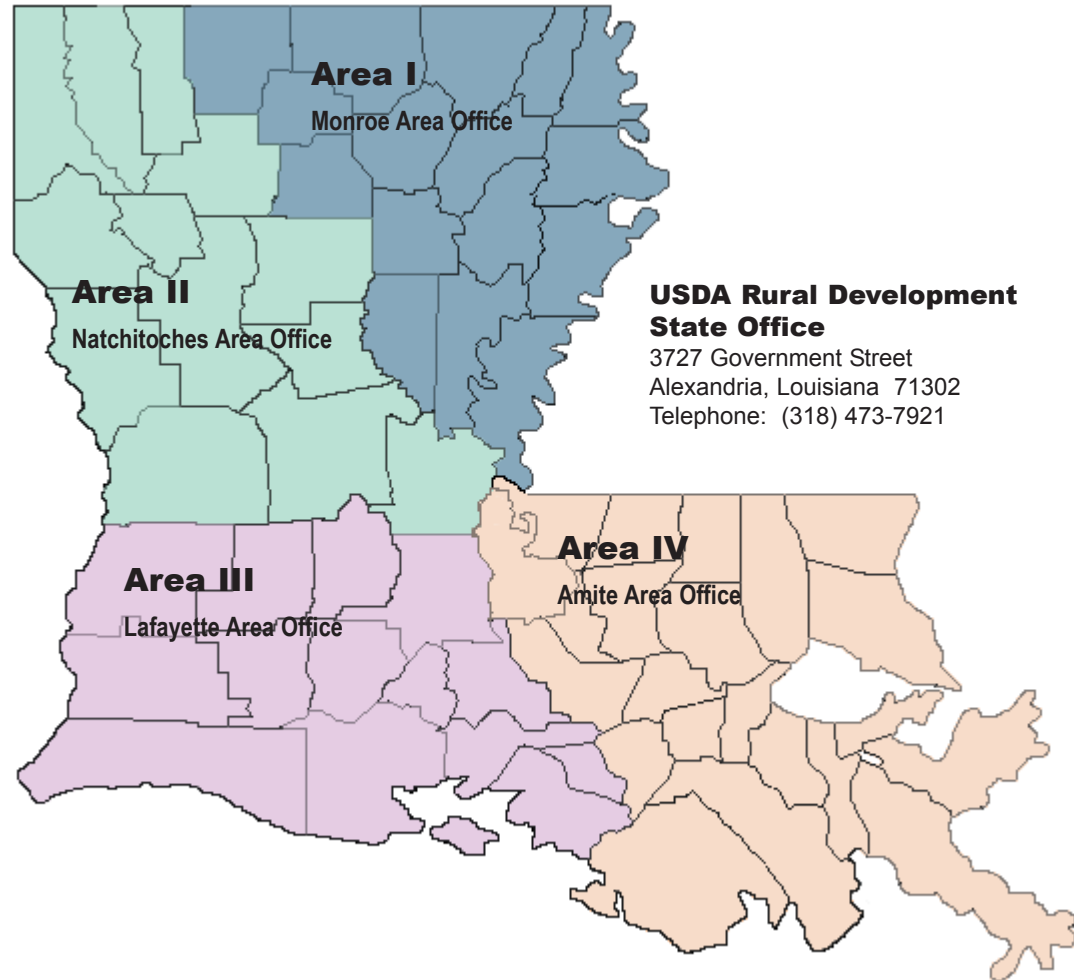 Area I
Monroe Area Office
Area II
Natchitoches Area Office
USDA Rural Development
State Office
3727 Government Street
Alexandria, Louisiana  71302
Telephone:  (318) 473-7921
Area III
Lafayette Area Office
Area IV
Amite Area Office